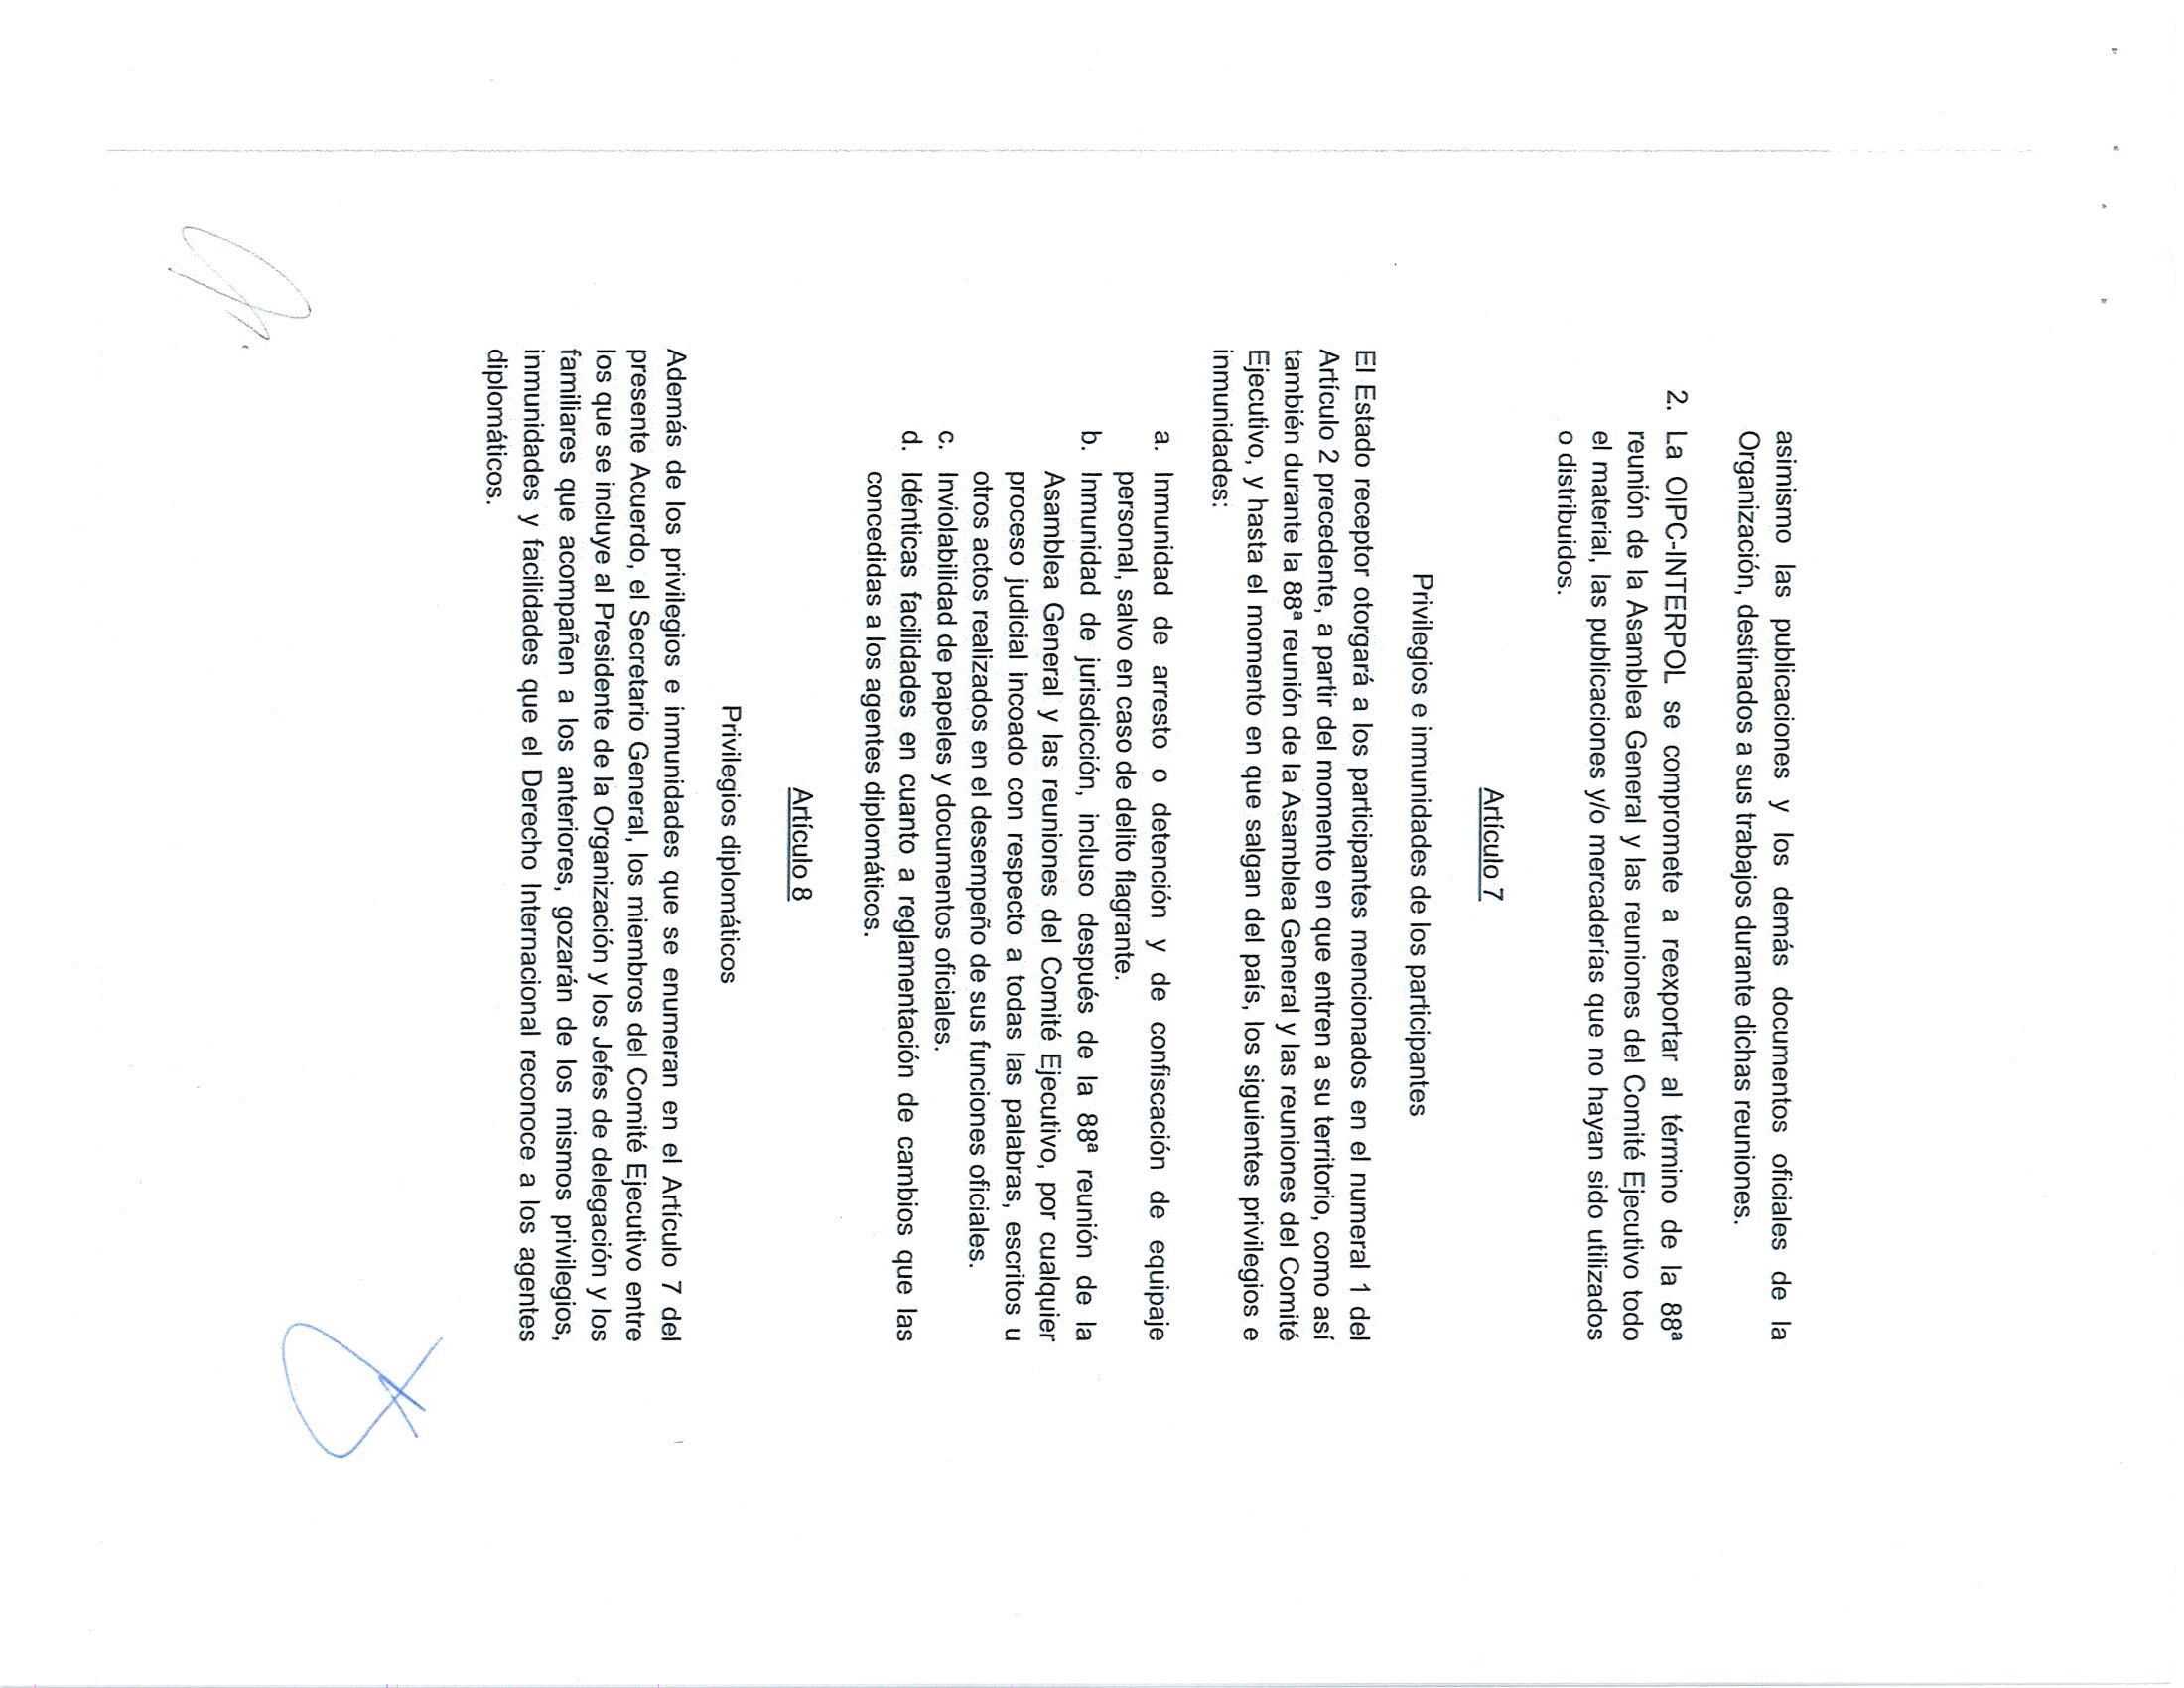 asimismo las publicaciones y los demás documentos oficiales de la
Organización, destinados a sus trabajos durante dichas reuniones.
2. La OIPC-INTERPOL se compromete a reexportar al término de la 88ª
reunión de la Asamblea General y las reuniones del Comité Ejecutivo todo
el material, las publicaciones y/o mercaderías que no hayan sido utilizados
o distribuidos.
Artículo 7
Privilegios e inmunidades de los participantes
El Estado receptor otorgará a los participantes mencionados en el numeral 1 del
Artículo 2 precedente, a partir del momento en que entren a su territorio, como así
también durante la 88ª reunión de la Asamblea General y las reuniones del Comité
Ejecutivo, y hasta el momento en que salgan del país, los siguientes privilegios e
inmunidades:
a. Inmunidad de arresto o detención y de confiscación de equipaje
personal, salvo en caso de delito flagrante.
b. Inmunidad de jurisdicción, incluso después de la 88ª reunión de la
Asamblea General y las reuniones del Comité Ejecutivo, por cualquier
proceso judicial incoado con respecto a todas las palabras, escritos u
otros actos realizados en el desempeño de sus funciones oficiales.
c. Inviolabilidad de papeles y documentos oficiales.
d. Idénticas facilidades en cuanto a reglamentación de cambios que las
concedidas a los agentes diplomáticos.
Artículo 8
Privilegios diplomáticos
Además de los privilegios e inmunidades que se enumeran en el Artículo 7 del
presente Acuerdo, el Secretario General, los miembros del Comité Ejecutivo entre
los que se incluye al Presidente de la Organización y los Jefes de delegación y los
familiares que acompañen a los anteriores, gozarán de los mismos privilegios,
inmunidades y facilidades que el Derecho Internacional reconoce a los agentes
diplomáticos.